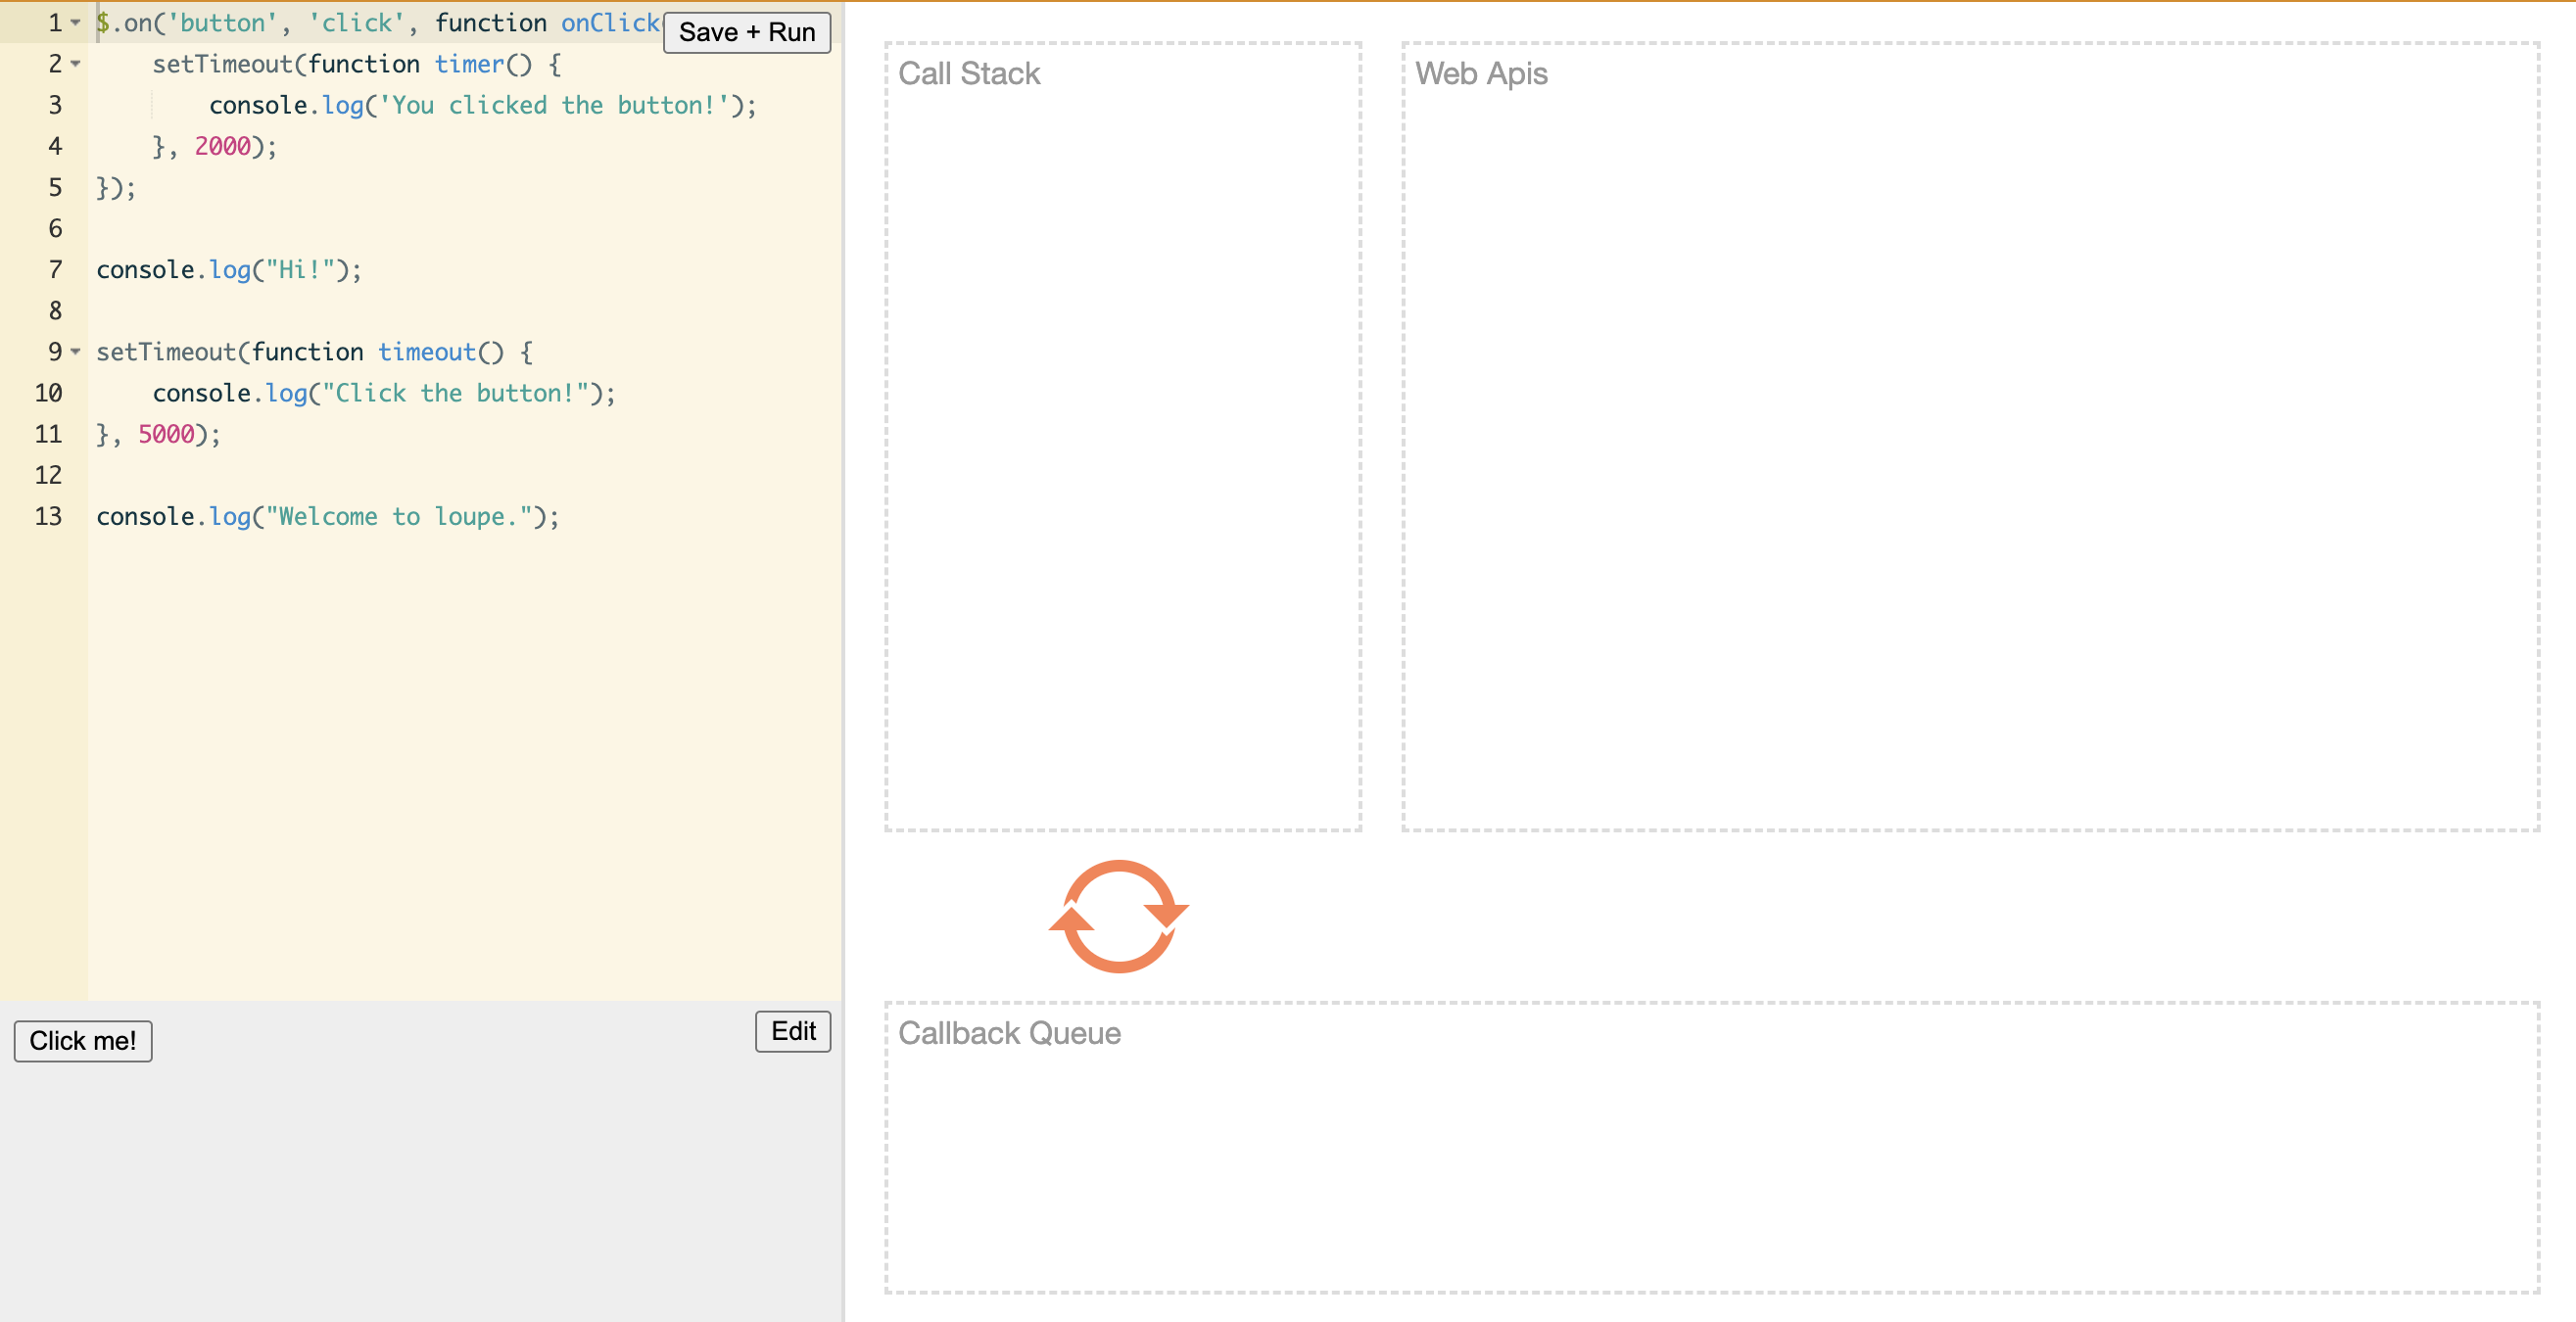 1 $.on('button', 'click', function onClick
Save + Run
2     setTimeout(function timer() {
3         console.log('You clicked the button!');
4     }, 2000);
5 });
6
7 console.log("Hi!");
8
9 setTimeout(function timeout() {
10     console.log("Click the button!");
11 }, 5000);
12
13 console.log("Welcome to loupe.");
Click me!
Edit
Call Stack
Web Apis
Callback Queue